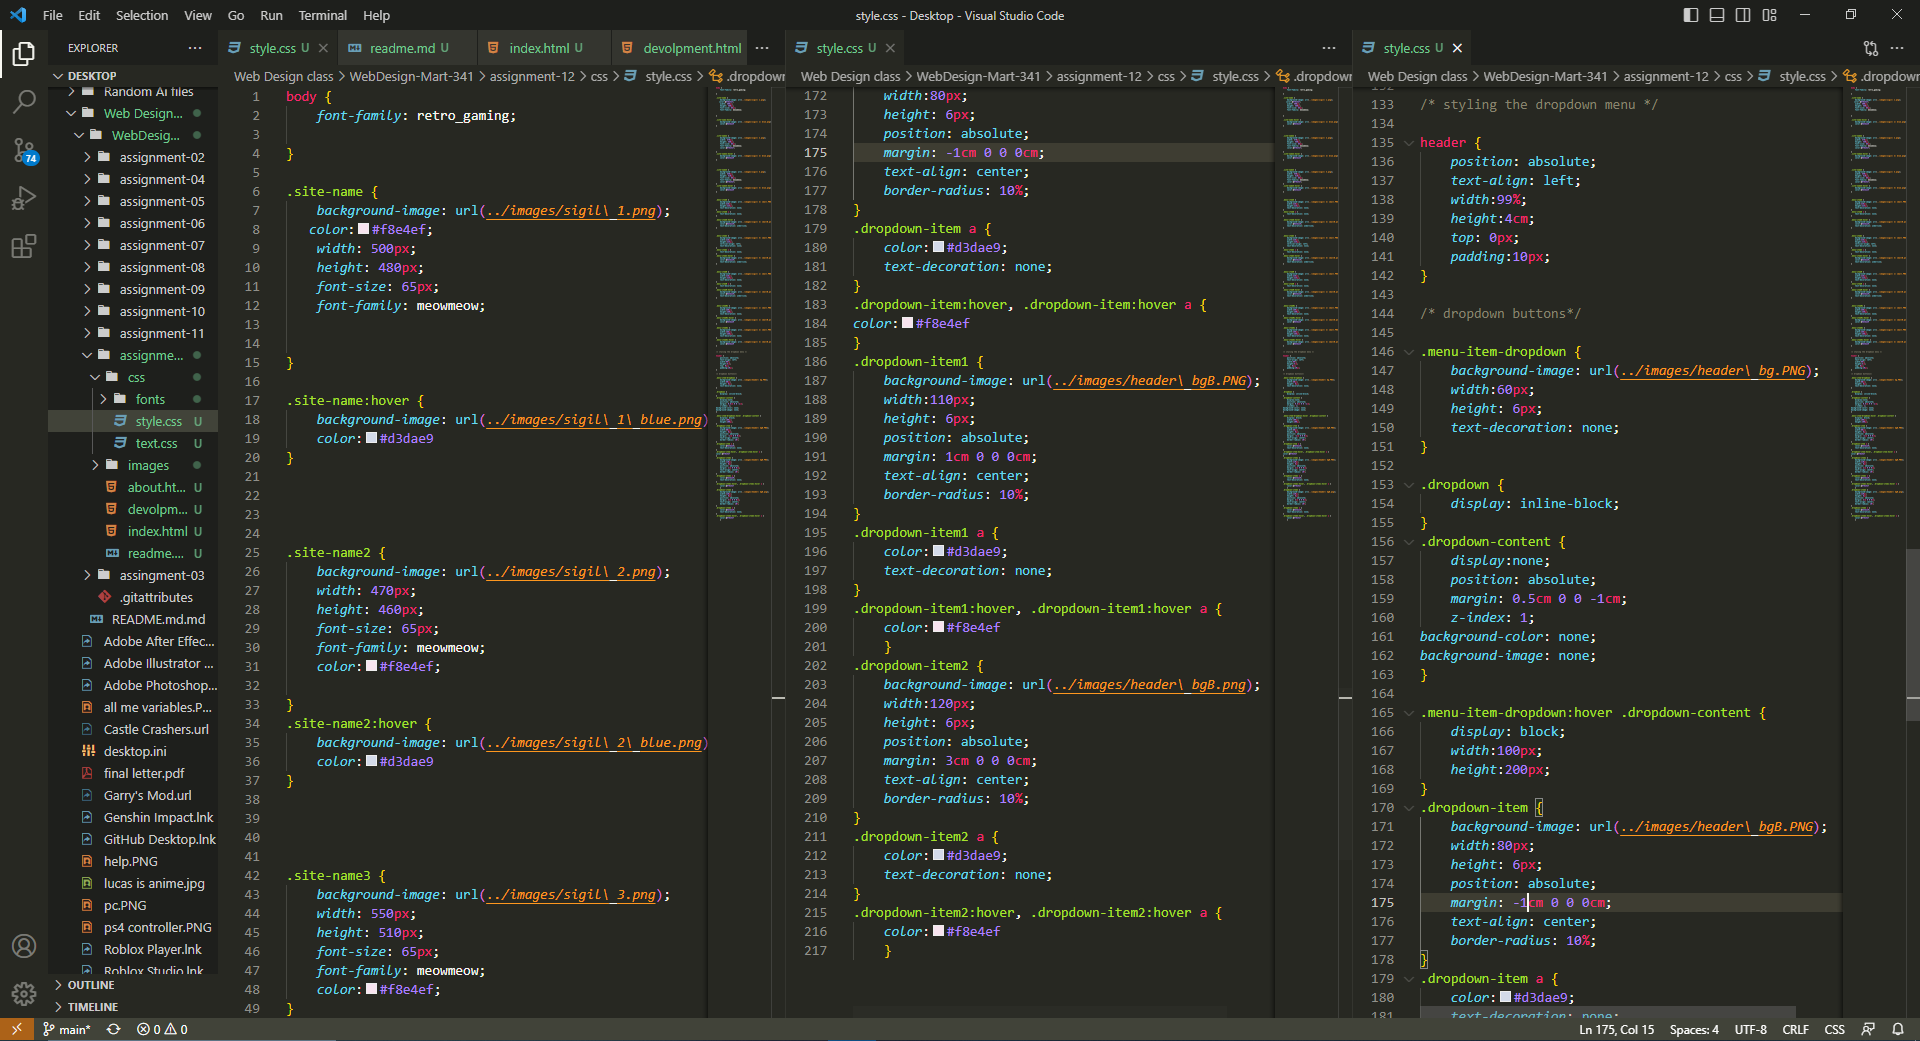 File Edit Selection View Go Run Terminal Help
style.css - Desktop - Visual Studio Code
EXPLORER
DESKTOP
Random AI files
Web Design...
WebDesig...
assignment-02
assignment-04
assignment-05
assignment-06
assignment-07
assignment-08
assignment-09
assignment-10
assignment-11
assignme...
css
fonts
style.css U
text.css U
images
about.ht... U
devolpm... U
index.html U
readme.... U
assingment-03
.gitattributes
README.md.md
Adobe After Effec...
Adobe Illustrator ...
Adobe Photoshop...
all me variables.P...
Castle Crashers.url
desktop.ini
final letter.pdf
Garry's Mod.url
Genshin Impact.lnk
GitHub Desktop.lnk
help.PNG
lucas is anime.jpg
pc.PNG
ps4 controller.PNG
Roblox Player.lnk
Roblox Studio.lnk
OUTLINE
TIMELINE
74
style.css U readme.md U index.html U devolpment.html
Web Design class > WebDesign-Mart-341 > assignment-12 > css > style.css > .dropdown
1 body {
2 font-family: retro_gaming;
3
4 }
5
6 .site-name {
7 background-image: url(../images/sigil\_1.png);
8 color: #f8e4ef;
9 width: 500px;
10 height: 480px;
11 font-size: 65px;
12 font-family: meowmeow;
13
14
15 }
16
17 .site-name:hover {
18 background-image: url(../images/sigil\_1\_blue.png)
19 color: #d3dae9
20 }
21
22
23
24
25 .site-name2 {
26 background-image: url(../images/sigil\_2.png);
27 width: 470px;
28 height: 460px;
29 font-size: 65px;
30 font-family: meowmeow;
31 color: #f8e4ef;
32
33 }
34 .site-name2:hover {
35 background-image: url(../images/sigil\_2\_blue.png)
36 color: #d3dae9
37 }
38
39
40
41
42 .site-name3 {
43 background-image: url(../images/sigil\_3.png);
44 width: 550px;
45 height: 510px;
46 font-size: 65px;
47 font-family: meowmeow;
48 color: #f8e4ef;
49 }
style.css U
Web Design class > WebDesign-Mart-341 > assignment-12 > css > style.css > .dropdown
172 width:80px;
173 height: 6px;
174 position: absolute;
175 margin: -1cm 0 0 0cm;
176 text-align: center;
177 border-radius: 10%;
178 }
179 .dropdown-item a {
180 color: #d3dae9;
181 text-decoration: none;
182 }
183 .dropdown-item:hover, .dropdown-item:hover a {
184 color: #f8e4ef
185 }
186 .dropdown-item1 {
187 background-image: url(../images/header\_bgB.PNG);
188 width:110px;
189 height: 6px;
190 position: absolute;
191 margin: 1cm 0 0 0cm;
192 text-align: center;
193 border-radius: 10%;
194 }
195 .dropdown-item1 a {
196 color: #d3dae9;
197 text-decoration: none;
198 }
199 .dropdown-item1:hover, .dropdown-item1:hover a {
200 color: #f8e4ef
201 }
202 .dropdown-item2 {
203 background-image: url(../images/header\_bgB.png);
204 width:120px;
205 height: 6px;
206 position: absolute;
207 margin: 3cm 0 0 0cm;
208 text-align: center;
209 border-radius: 10%;
210 }
211 .dropdown-item2 a {
212 color: #d3dae9;
213 text-decoration: none;
214 }
215 .dropdown-item2:hover, .dropdown-item2:hover a {
216 color: #f8e4ef
217 }
style.css U
Web Design class > WebDesign-Mart-341 > assignment-12 > css > style.css > .dropdown
132
133 /* styling the dropdown menu */
134
135 header {
136 position: absolute;
137 text-align: left;
138 width:99%;
139 height:4cm;
140 top: 0px;
141 padding:10px;
142 }
143
144 /* dropdown buttons*/
145
146 .menu-item-dropdown {
147 background-image: url(../images/header\_bg.PNG);
148 width:60px;
149 height: 6px;
150 text-decoration: none;
151 }
152
153 .dropdown {
154 display: inline-block;
155 }
156 .dropdown-content {
157 display:none;
158 position: absolute;
159 margin: 0.5cm 0 0 -1cm;
160 z-index: 1;
161 background-color: none;
162 background-image: none;
163 }
164
165 .menu-item-dropdown:hover .dropdown-content {
166 display: block;
167 width:100px;
168 height:200px;
169 }
170 .dropdown-item {
171 background-image: url(../images/header\_bgB.PNG);
172 width:80px;
173 height: 6px;
174 position: absolute;
175 margin: -1cm 0 0 0cm;
176 text-align: center;
177 border-radius: 10%;
178 }
179 .dropdown-item a {
180 color: #d3dae9;
181 text-decoration: none;
main* 0 0
Ln 175, Col 15 Spaces: 4 UTF-8 CRLF CSS